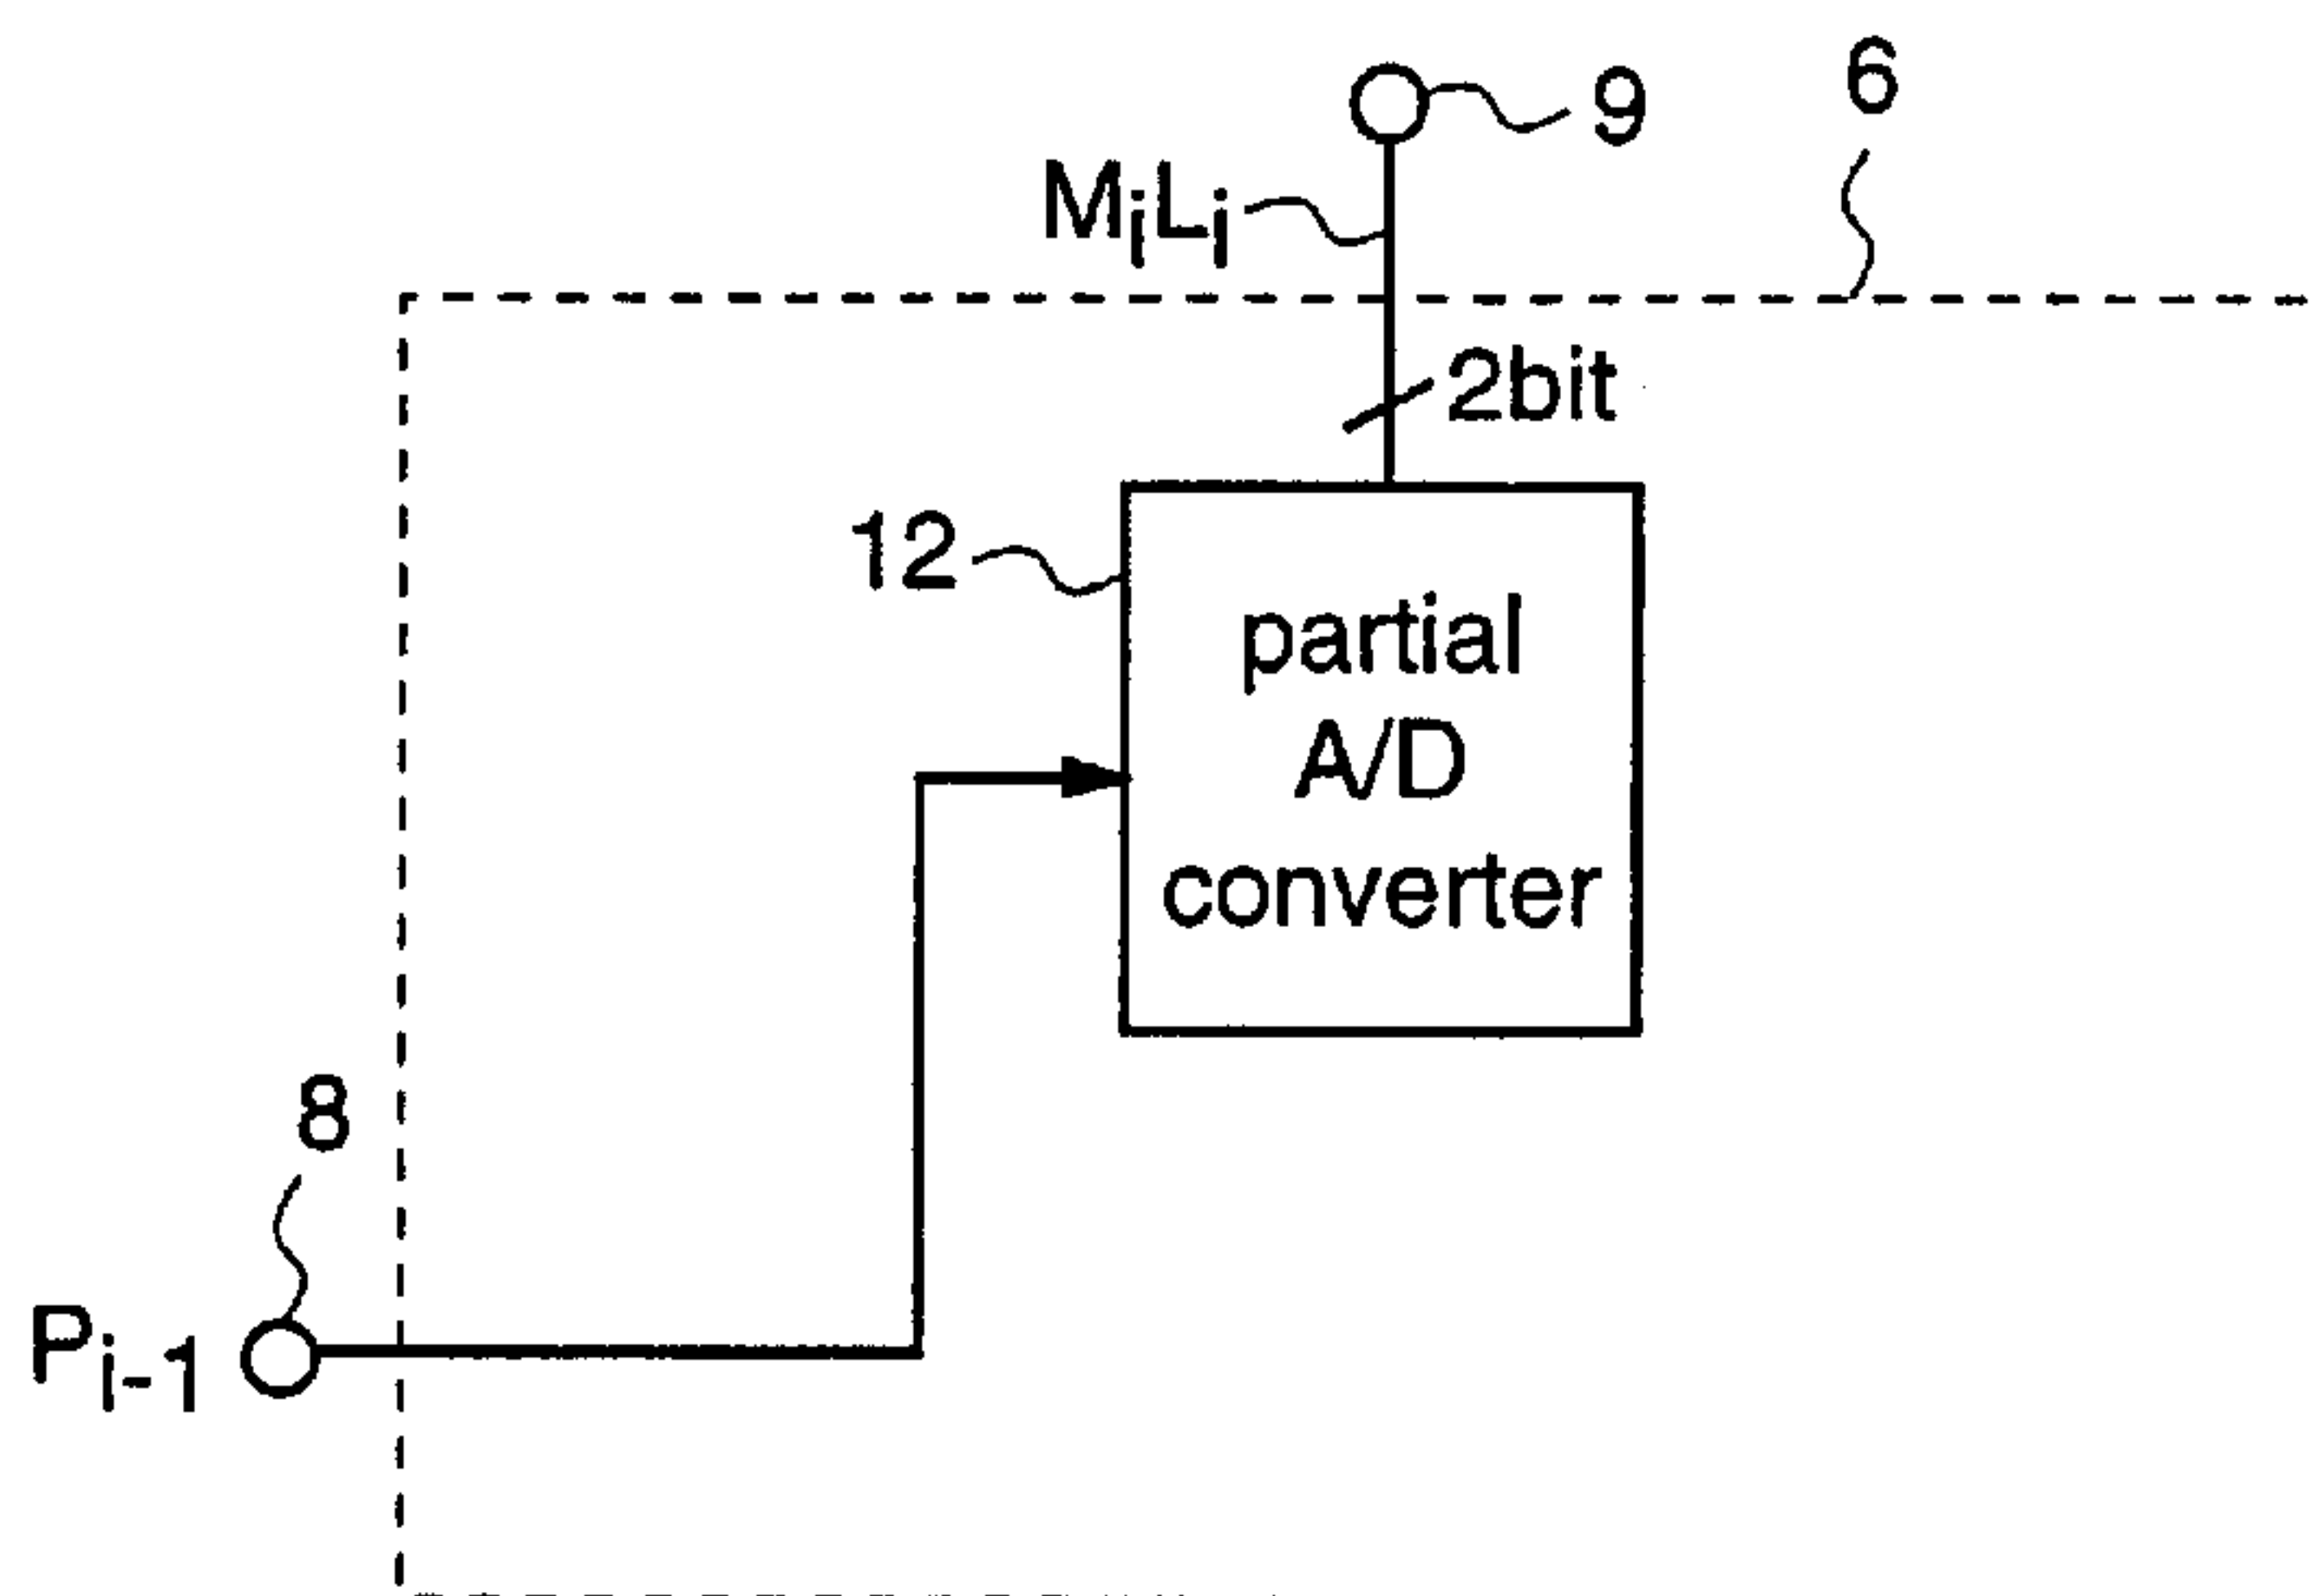 6
9
MiLi
2bit
12
partial
A/D
converter
8
Pi-1